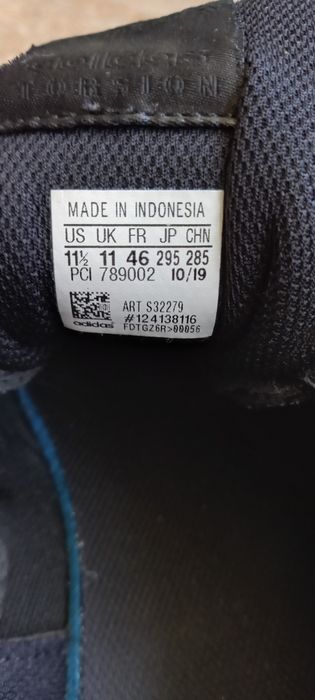 TORSION
MADE IN INDONESIA
US UK FR JP CHN
11½ 11 46 295 285
PCI 789002 10/19
ART S32279
adidas #124138116
FDTGZ6R>00056